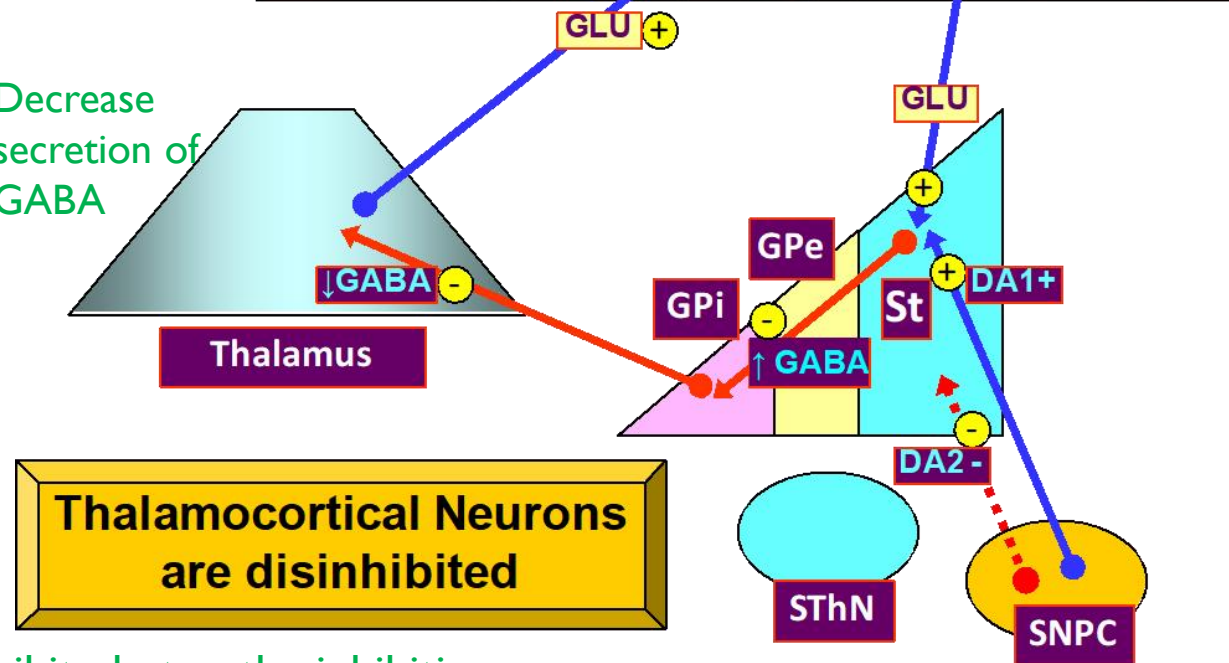 GLU +
Decrease
secretion of
GABA
GLU
+
GPe
↓GABA -
GPi
-
St
+ DA1+
↑ GABA
Thalamus
-
DA2 -
Thalamocortical Neurons
are disinhibited
SThN
SNPC